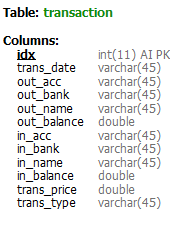 Table: transaction
Columns:
idx int(11) AI PK
trans_date varchar(45)
out_acc varchar(45)
out_bank varchar(45)
out_name varchar(45)
out_balance double
in_acc varchar(45)
in_bank varchar(45)
in_name varchar(45)
in_balance double
trans_price double
trans_type varchar(45)